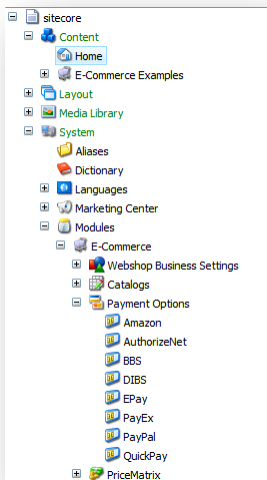 sitecore
Content
Home
E-Commerce Examples
Layout
Media Library
System
Aliases
Dictionary
Languages
Marketing Center
Modules
E-Commerce
Webshop Business Settings
Catalogs
Payment Options
Amazon
AuthorizeNet
BBS
DIBS
EPay
PayEx
PayPal
QuickPay
PriceMatrix